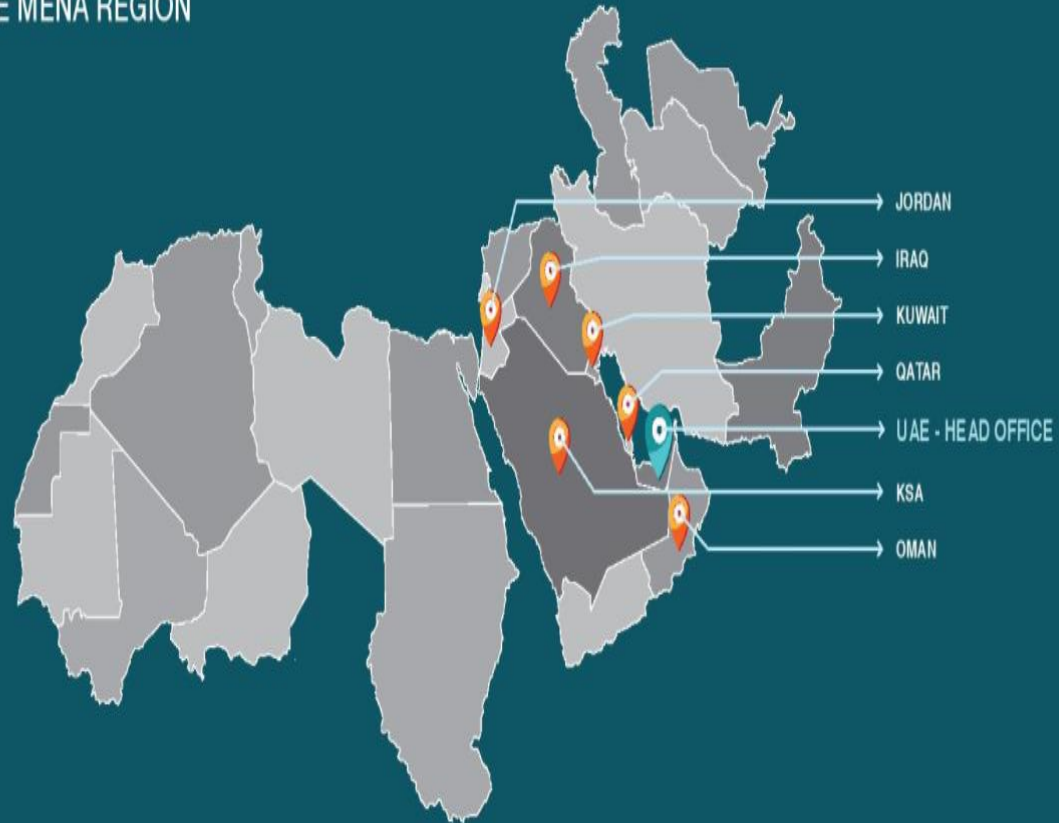 E MENA REGION
JORDAN
IRAQ
KUWAIT
QATAR
UAE - HEAD OFFICE
KSA
OMAN